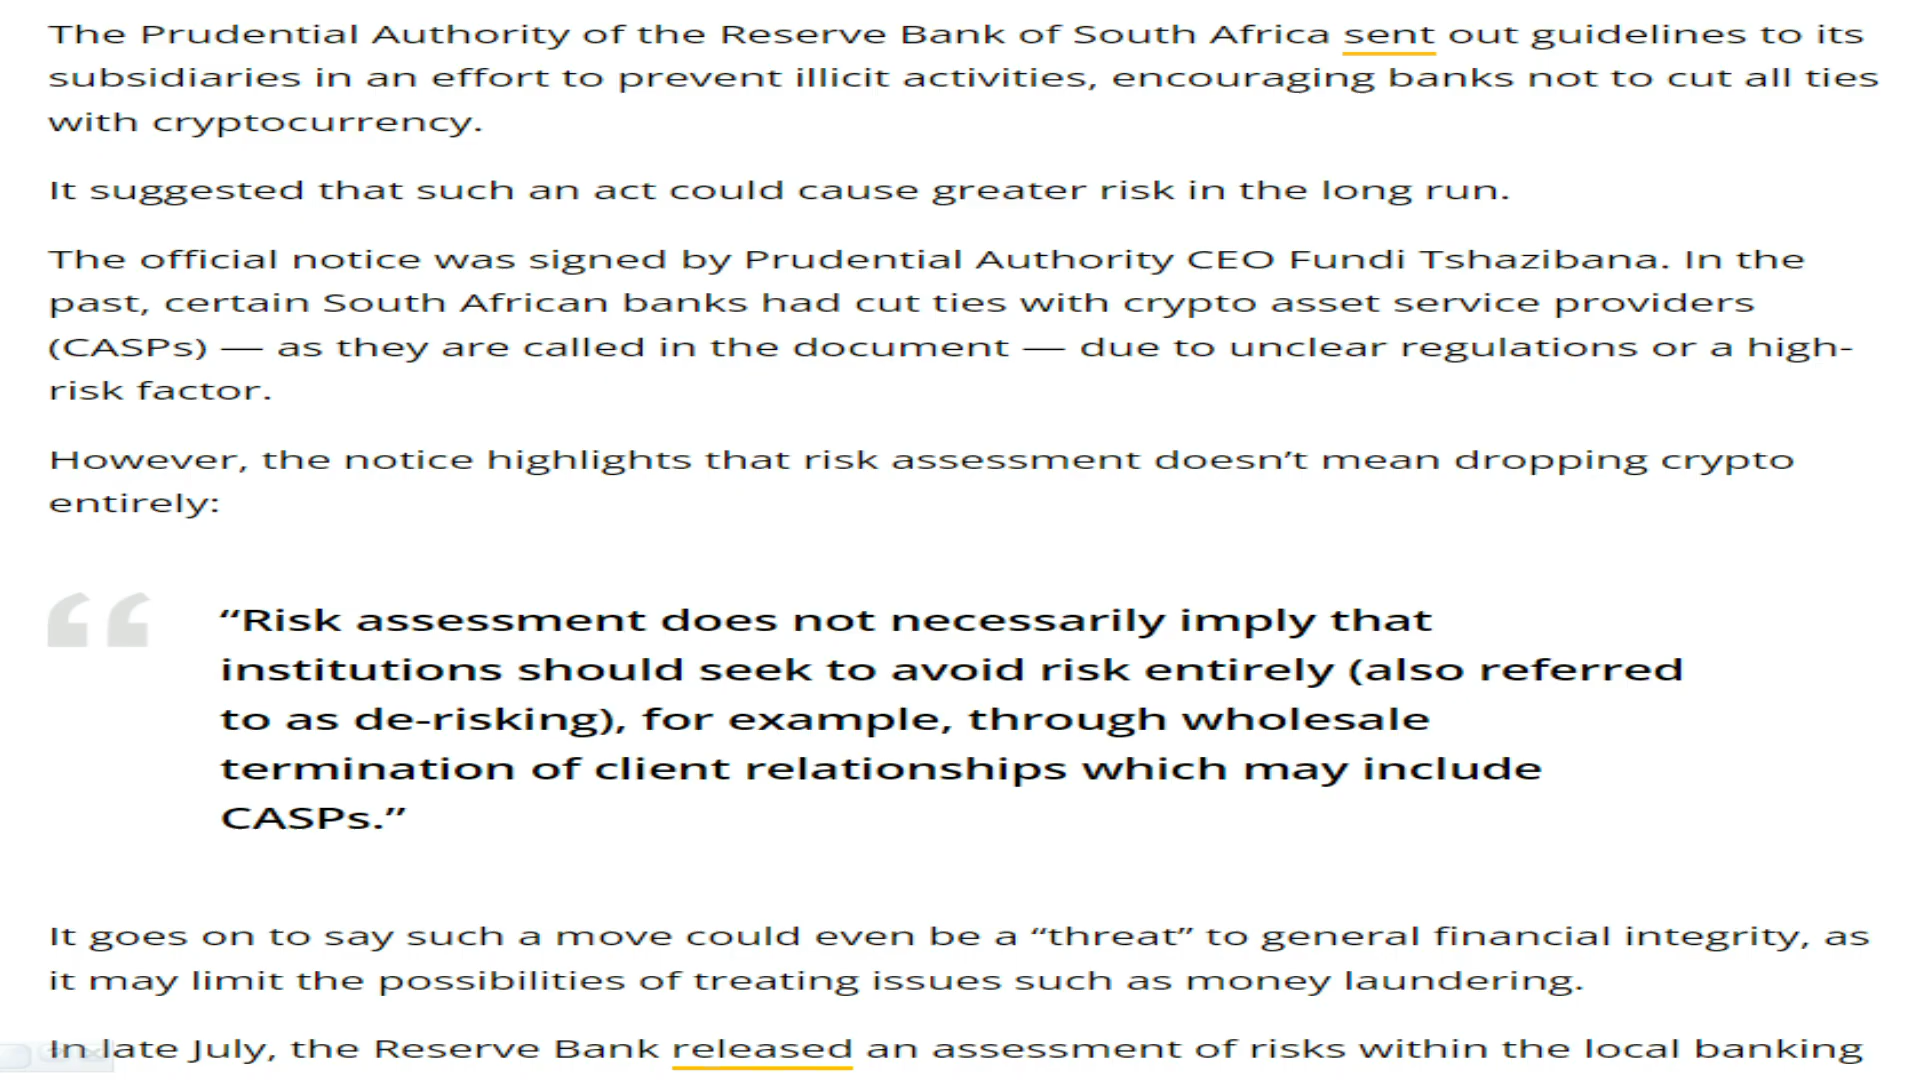 The Prudential Authority of the Reserve Bank of South Africa sent out guidelines to its
subsidiaries in an effort to prevent illicit activities, encouraging banks not to cut all ties
with cryptocurrency.
It suggested that such an act could cause greater risk in the long run.
The official notice was signed by Prudential Authority CEO Fundi Tshazibana. In the
past, certain South African banks had cut ties with crypto asset service providers
(CASPs) — as they are called in the document — due to unclear regulations or a high-
risk factor.
However, the notice highlights that risk assessment doesn’t mean dropping crypto
entirely:
“Risk assessment does not necessarily imply that
institutions should seek to avoid risk entirely (also referred
to as de-risking), for example, through wholesale
termination of client relationships which may include
CASPs.”
It goes on to say such a move could even be a “threat” to general financial integrity, as
it may limit the possibilities of treating issues such as money laundering.
In late July, the Reserve Bank released an assessment of risks within the local banking